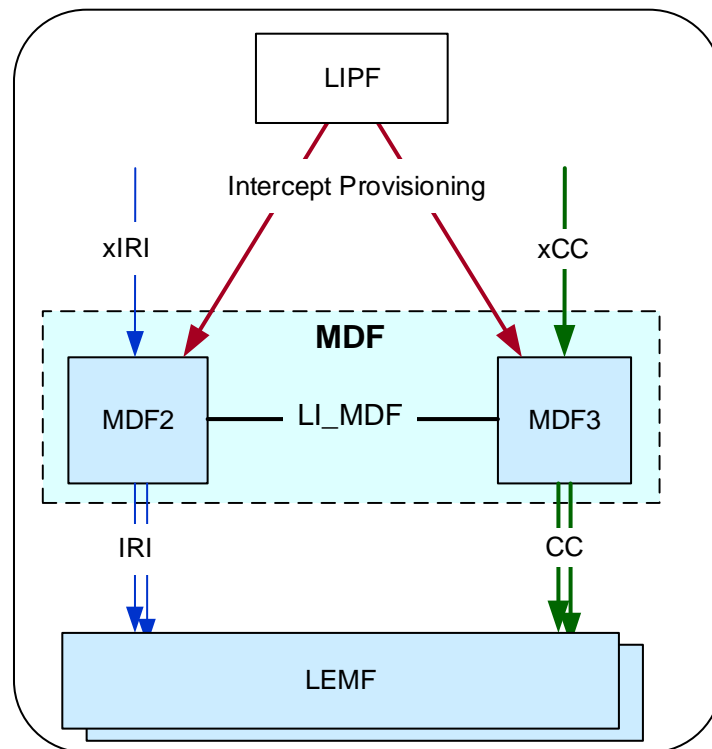 LIPF
Intercept Provisioning
xIRI
xCC
MDF
MDF2
LI_MDF
MDF3
IRI
CC
LEMF